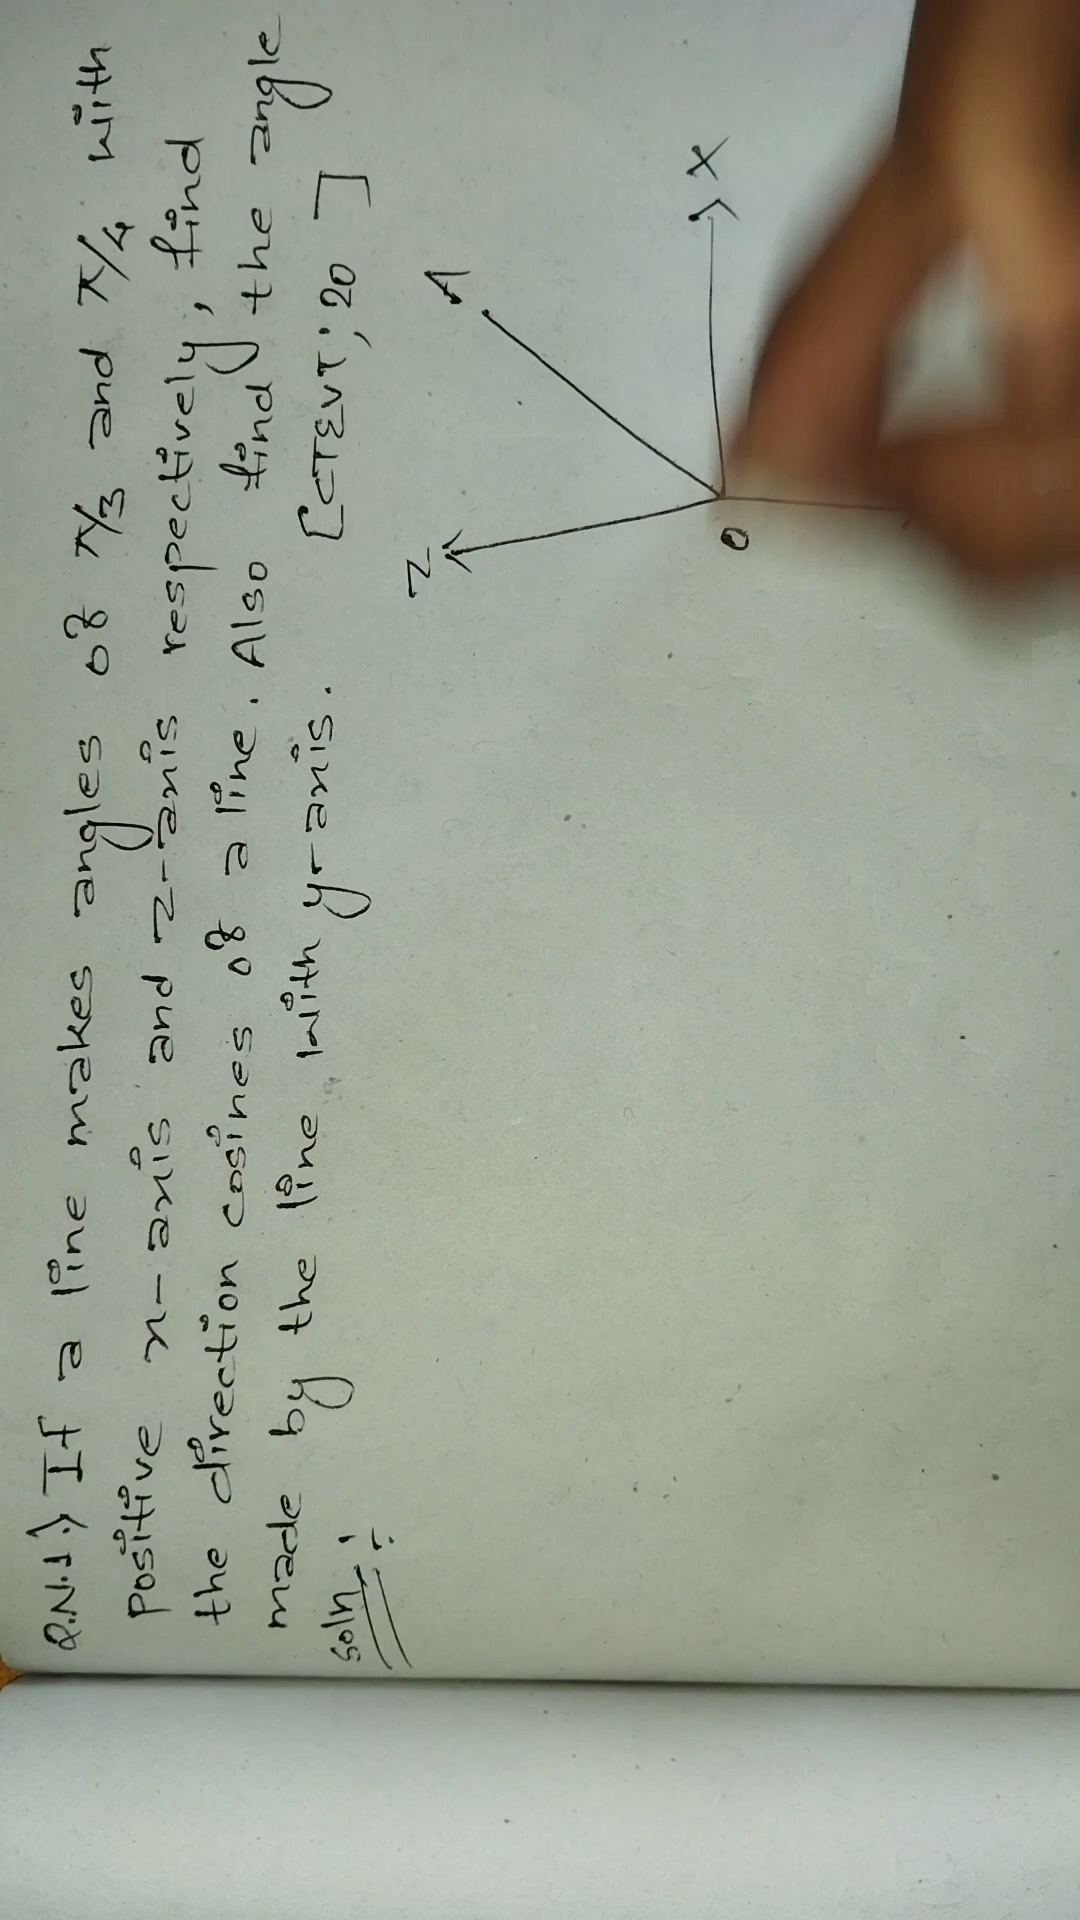 Q.N.1.) If a line makes angles of π/3 and π/4 with
positive x-axis and z-axis respectively, find
the direction cosines of a line. Also find the angle
made by the line with y-axis. [CTEVT, 20 ]
Soln:
Z
A
X
O